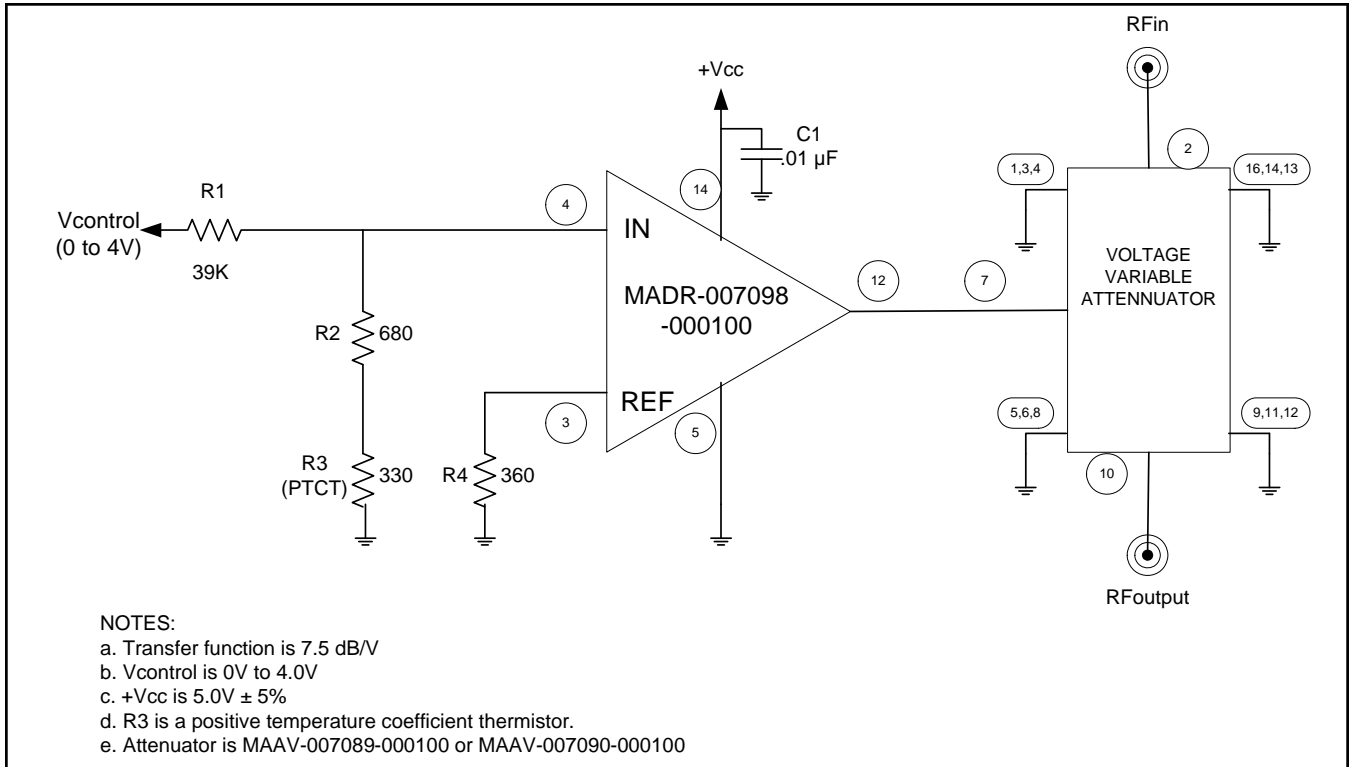 RFin
+Vcc
C1
.01 µF
2
1,3,4
16,14,13
14
R1
4
Vcontrol
(0 to 4V)
IN
39K
VOLTAGE
VARIABLE
ATTENNUATOR
12
7
MADR-007098
-000100
R2
680
REF
3
5
5,6,8
9,11,12
R3
(PTCT)
330
R4
360
10
RFoutput
NOTES:
a. Transfer function is 7.5 dB/V
b. Vcontrol is 0V to 4.0V
c. +Vcc is 5.0V ± 5%
d. R3 is a positive temperature coefficient thermistor.
e. Attenuator is MAAV-007089-000100 or MAAV-007090-000100